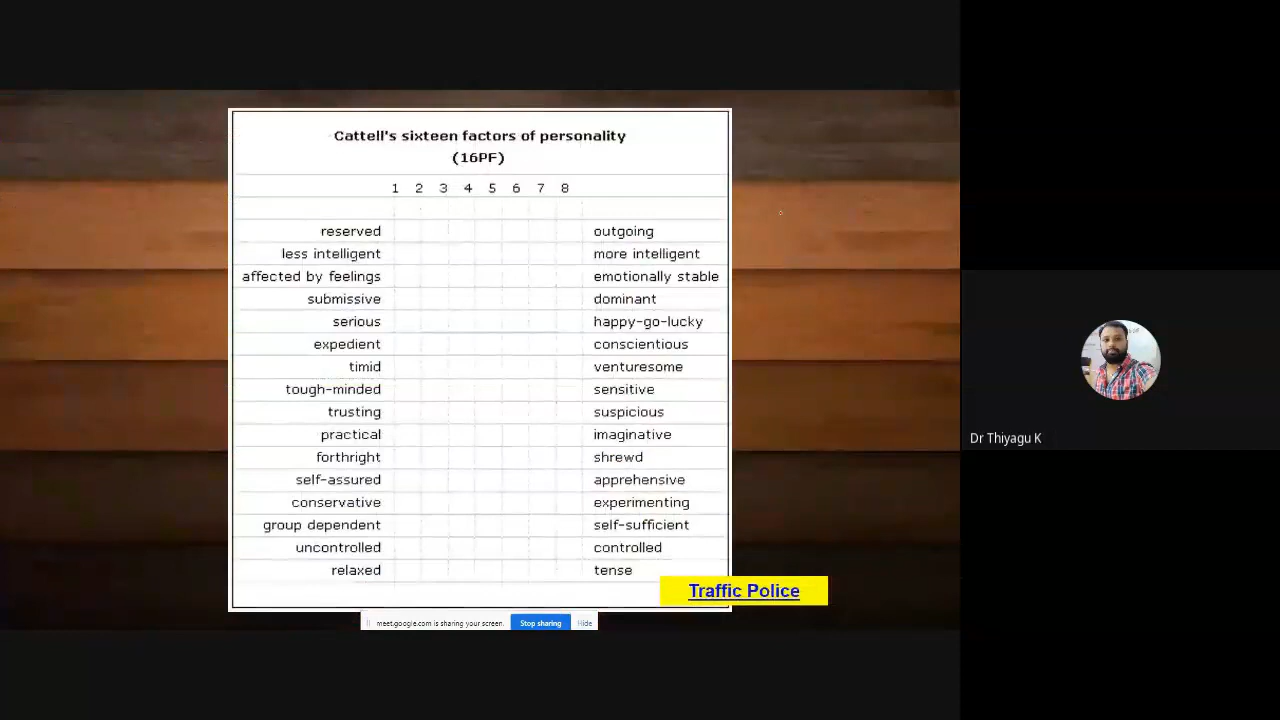 Cattell's sixteen factors of personality
(16PF)
1 2 3 4 5 6 7 8
reserved outgoing
less intelligent more intelligent
affected by feelings emotionally stable
submissive dominant
serious happy-go-lucky
expedient conscientious
timid venturesome
tough-minded sensitive
trusting suspicious
practical imaginative
forthright shrewd
self-assured apprehensive
conservative experimenting
group dependent self-sufficient
uncontrolled controlled
relaxed tense
Traffic Police
meet.google.com is sharing your screen. Stop sharing Hide
Dr Thiyagu K